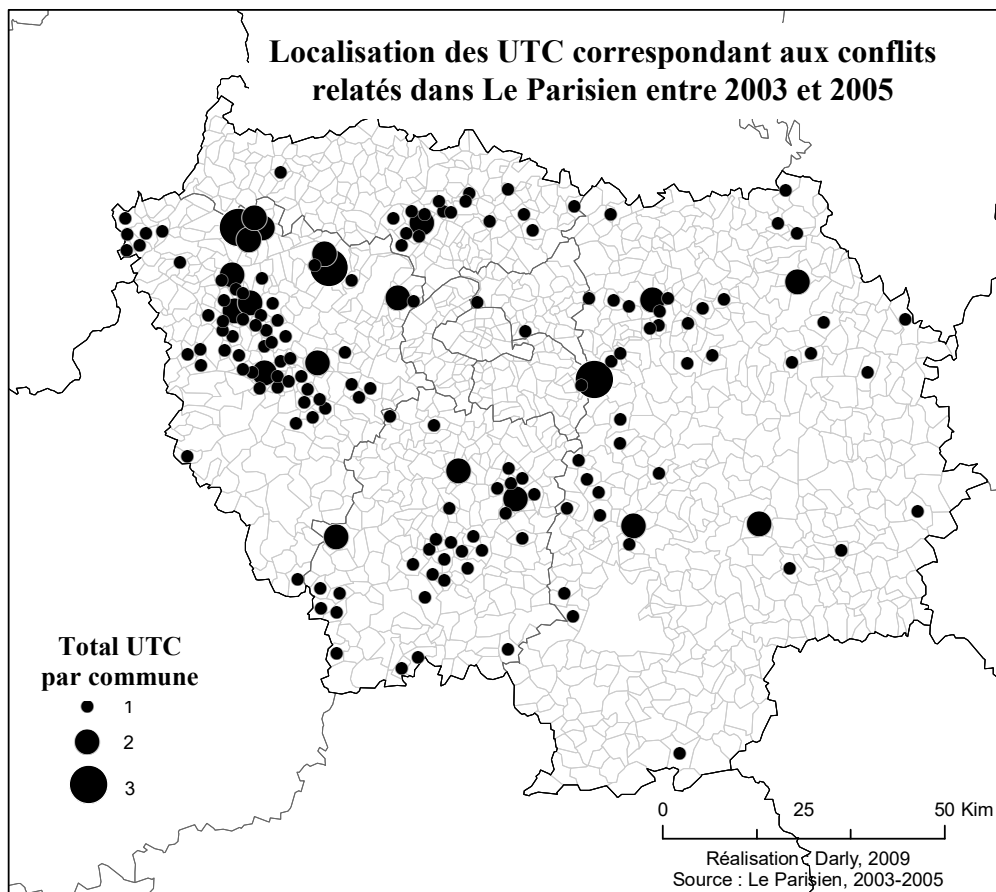 Localisation des UTC correspondant aux conflits
relatés dans Le Parisien entre 2003 et 2005
Total UTC
par commune
1
2
3
0 25 50 Kim
Réalisation : Darly, 2009
Source : Le Parisien, 2003-2005